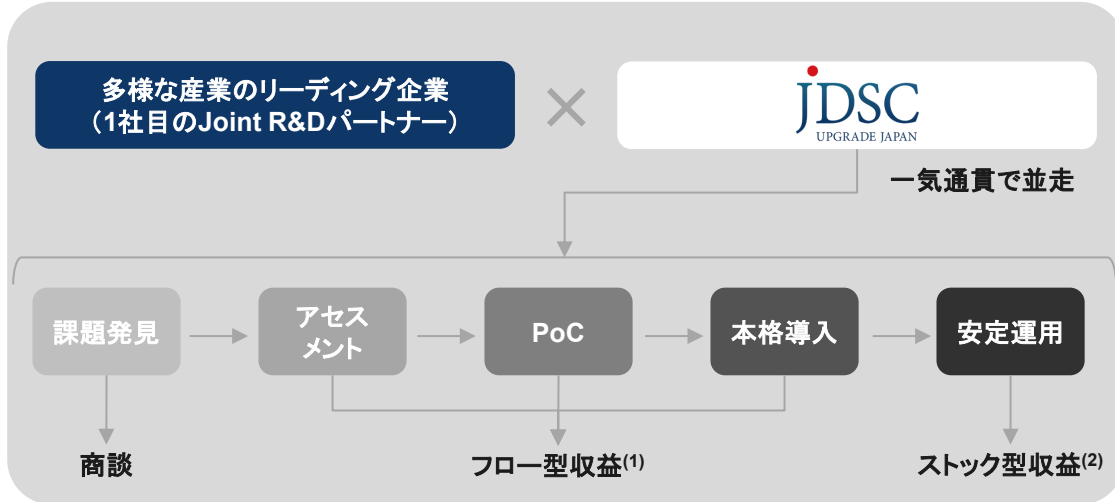 多様な産業のリーディング企業
（1社目のJoint R&Dパートナー）
×
JDSC
UPGRADE JAPAN
一気通貫で並走
課題発見
アセス
メント
PoC
本格導入
安定運用
商談
フロー型収益(1)
ストック型収益(2)